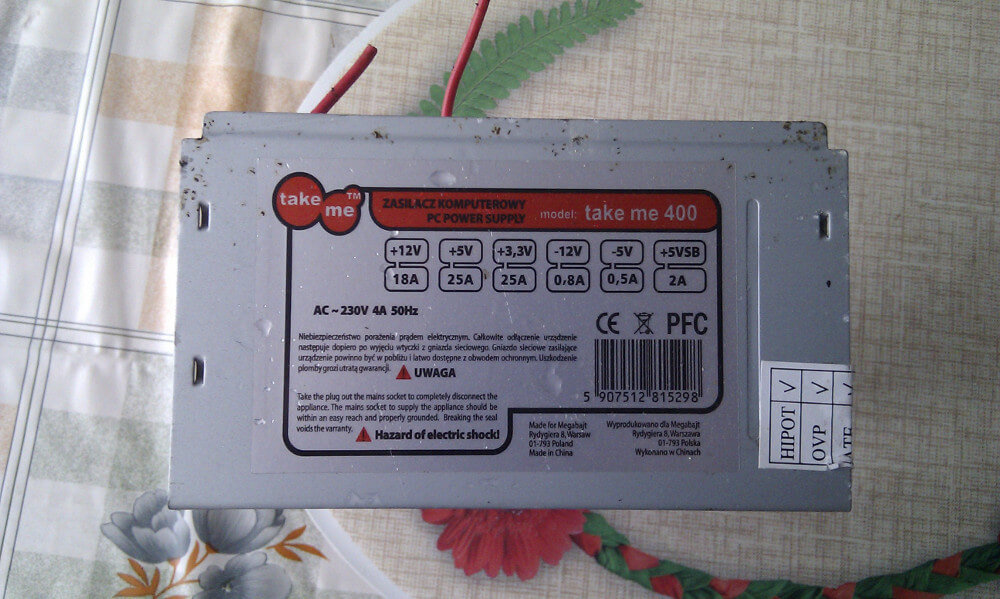 take me™
ZASILACZ KOMPUTEROWY
PC POWER SUPPLY
model: take me 400
+12V +5V +3,3V -12V -5V +5VSB
18A 25A 25A 0,8A 0,5A 2A
AC ~ 230V 4A 50Hz
Niebezpieczeństwo porażenia prądem elektrycznym. Całkowite odłączenie urządzenie
następuje dopiero po wyjęciu wtyczki z gniazda sieciowego. Gniazdo sieciowe zasilające
urządzenie powinno być w pobliżu i łatwo dostępne z obwodem ochronnym. Uszkodzenie
plomby grozi utratą gwarancji.
UWAGA
CE PFC
5 907512 815298
Take the plug out the mains socket to completely disconnect the
appliance. The mains socket to supply the appliance should be
within an easy reach and properly grounded. Breaking the seal
voids the varranty.
Hazard of electric shock!
Made for Megabajt
Rydygiera 8, Warsaw
01-793 Poland
Made in China
Wyprodukowano dla Megabajt
Rydygiera 8, Warszawa
01-793 Polska
Wykonano w Chinach
HIPOT V
OVP V
ATE V